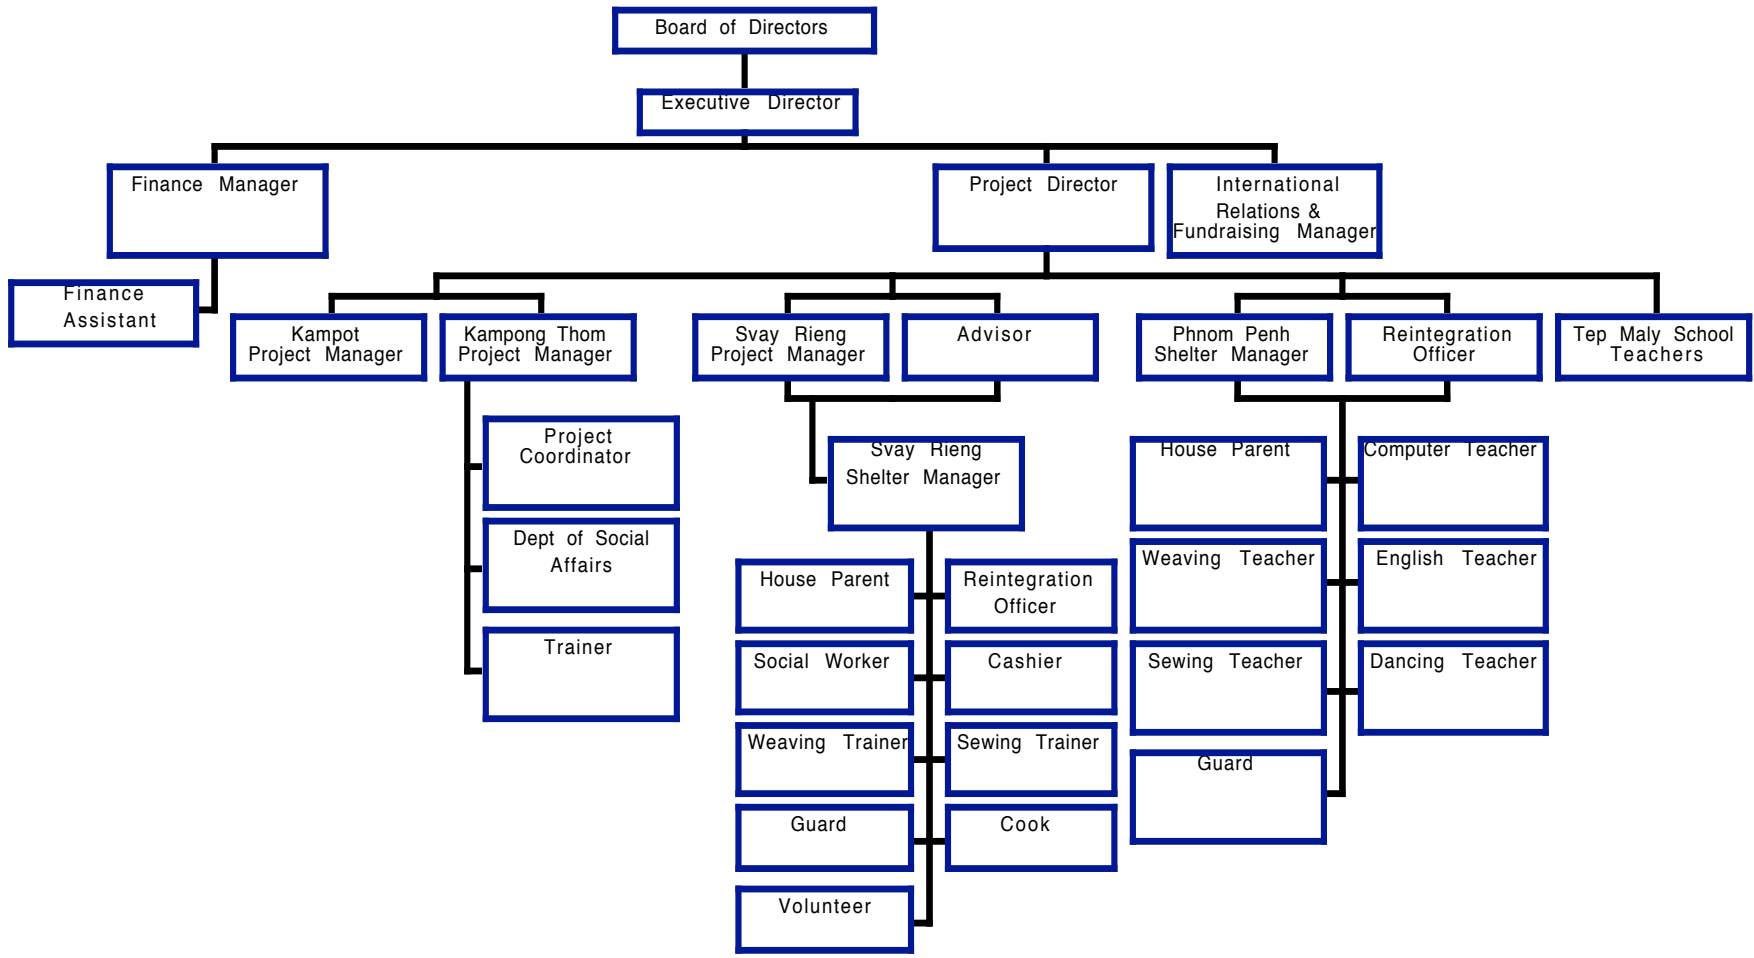 Board of Directors
Executive Director
Finance Manager
Project Director
International
Relations &
Fundraising Manager
Finance
Assistant
Kampot
Project Manager
Kampong Thom
Project Manager
Svay Rieng
Project Manager
Advisor
Phnom Penh
Shelter Manager
Reintegration
Officer
Tep Maly School
Teachers
Project
Coordinator
Dept of Social
Affairs
Trainer
Svay Rieng
Shelter Manager
House Parent
Reintegration
Officer
Social Worker
Cashier
Weaving Trainer
Sewing Trainer
Guard
Cook
Volunteer
House Parent
Computer Teacher
Weaving Teacher
English Teacher
Sewing Teacher
Dancing Teacher
Guard